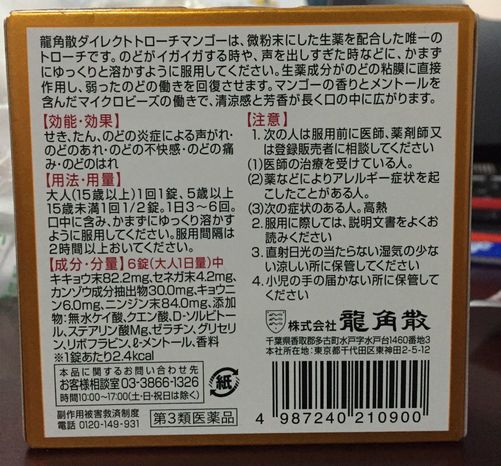 龍角散ダイレクトトローチマンゴーは、微粉末にした生薬を配合した唯一の
トローチです。のどがイガイガする時や、声を出しすぎた時などに、かまず
にゆっくりと溶かすように服用してください。生薬成分がのどの粘膜に直接
作用し、弱ったのどの働きを回復させます。マンゴーの香りとメントールを
含んだマイクロビーズの働きで、清涼感と芳香が長く口の中に広がります。
【効能・効果】
せき、たん、のどの炎症による声がれ・
のどのあれ・のどの不快感・のどの痛
み・のどのはれ
【用法・用量】
大人(15歳以上)1回1錠、5歳以上
15歳未満1回1/2錠。1日3〜6回。
口中に含み、かまずにゆっくり溶かす
ように服用してください。服用間隔は
2時間以上おいてください。
【成分・分量】6錠(大人1日量)中
キキョウ末82.2mg、セネガ末4.2mg、
カンゾウ成分抽出物30.0mg、キョウニ
ン6.0mg、ニンジン末84.0mg、添加
物:無水ケイ酸、クエン酸、D-ソルビトー
ル、ステアリン酸Mg、ゼラチン、グリセリ
ン、リボフラビン、ℓ-メントール、香料
※1錠あたり2.4kcal
本品に関するお問い合わせ先
お客様相談室 03-3866-1326
時間10:00〜17:00(土・日・祝日は除く)
副作用被害救済制度
電話 0120-149-931
第3類医薬品
紙
【注意】
1. 次の人は服用前に医師、薬剤師又
は登録販売者に相談してください
(1)医師の治療を受けている人。
(2)薬などによりアレルギー症状を起
こしたことがある人。
(3)次の症状のある人。高熱
2. 服用に際しては、説明文書をよくお
読みください
3. 直射日光の当たらない湿気の少な
い涼しい所に保管してください
4. 小児の手の届かない所に保管して
ください
株式会社 龍角散
千葉県香取郡多古町水戸字水戸台1460番地3
本社所在地:東京都千代田区東神田2-5-12
4 987240 210900